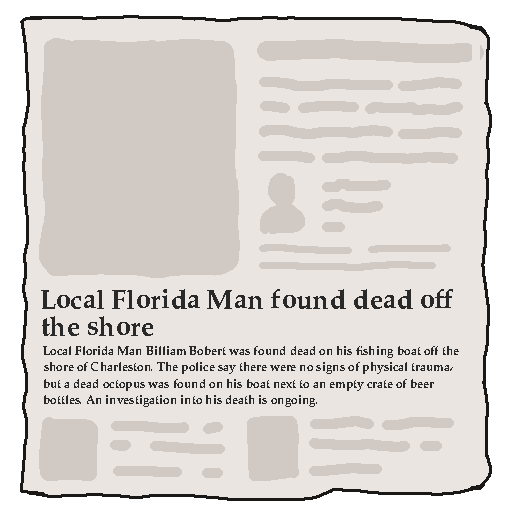 Local Florida Man found dead off
the shore
Local Florida Man Billiam Bobert was found dead on his fishing boat off the
shore of Charleston. The police say there were no signs of physical trauma,
but a dead octopus was found on his boat next to an empty crate of beer
bottles. An investigation into his death is ongoing.